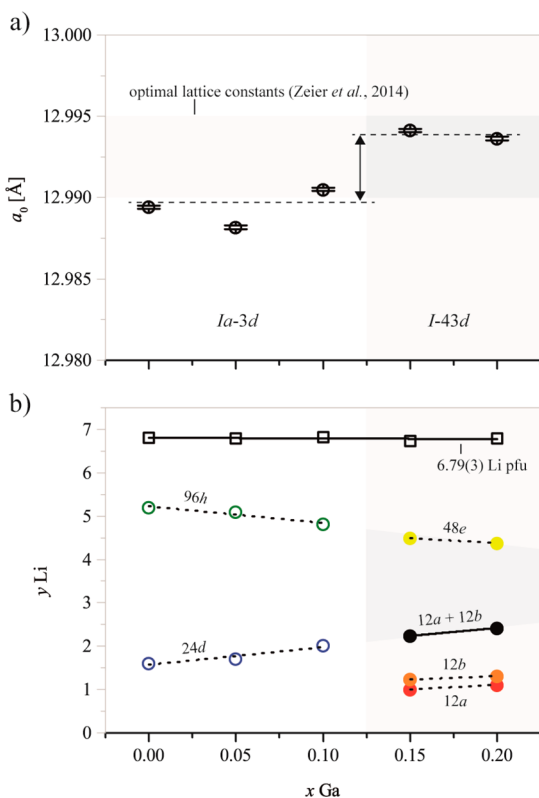 a)
13.000
optimal lattice constants (Zeier et al., 2014)
12.995
12.990
12.985
12.980
a0 [Å]
Ia-3d
I-43d
b)
7
6
5
4
3
2
1
0
y Li
6.79(3) Li pfu
96h
48e
12a + 12b
24d
12b
12a
0.00
0.05
0.10
0.15
0.20
x Ga